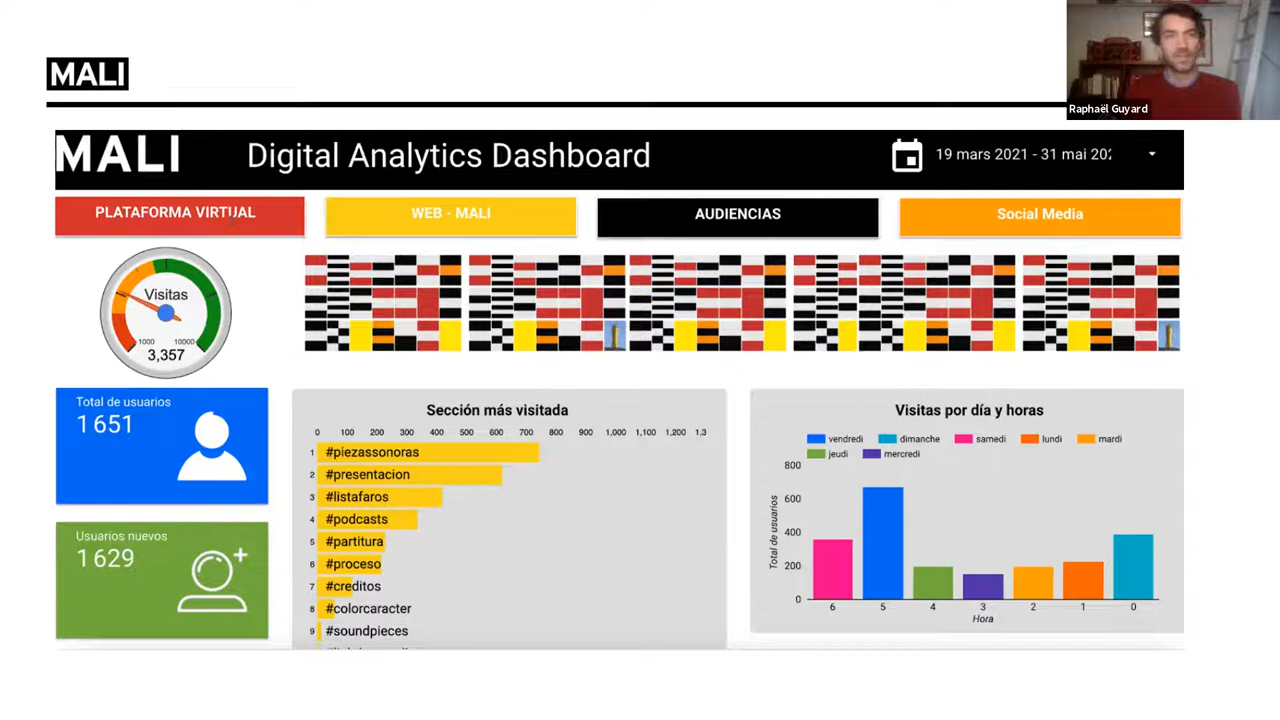 Raphaël Guyard
MALI
MALI
Digital Analytics Dashboard
19 mars 2021 - 31 mai 202
PLATAFORMA VIRTUAL
WEB - MALI
AUDIENCIAS
Social Media
Visitas
1000
10000
3,357
Total de usuarios
1 651
Usuarios nuevos
1 629
Sección más visitada
0 100 200 300 400 500 600 700 800 900 1,000 1,100 1,200 1,3
1 #piezassonoras
2 #presentacion
3 #listafaros
4 #podcasts
5 #partitura
6 #proceso
7 #creditos
8 #colorcaracter
9 #soundpieces
Visitas por día y horas
vendredi dimanche samedi lundi mardi
jeudi mercredi
Total de usuarios
800
600
400
200
0
6 5 4 3 2 1 0
Hora